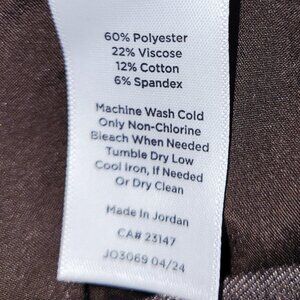 60% Polyester
22% Viscose
12% Cotton
6% Spandex
Machine Wash Cold
Only Non-Chlorine
Bleach When Needed
Tumble Dry Low
Cool Iron, If Needed
Or Dry Clean
Made In Jordan
CA# 23147
JO3069 04/24